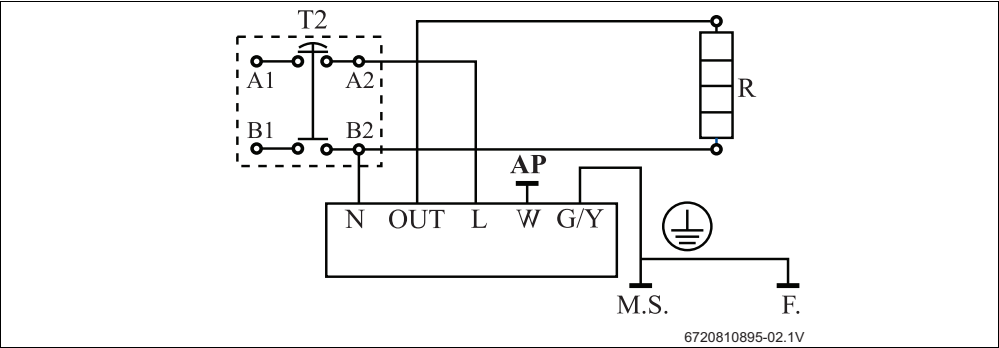 T2
A1 A2
R
B1 B2
AP
N OUT L W G/Y
M.S. F.
6720810895-02.1V